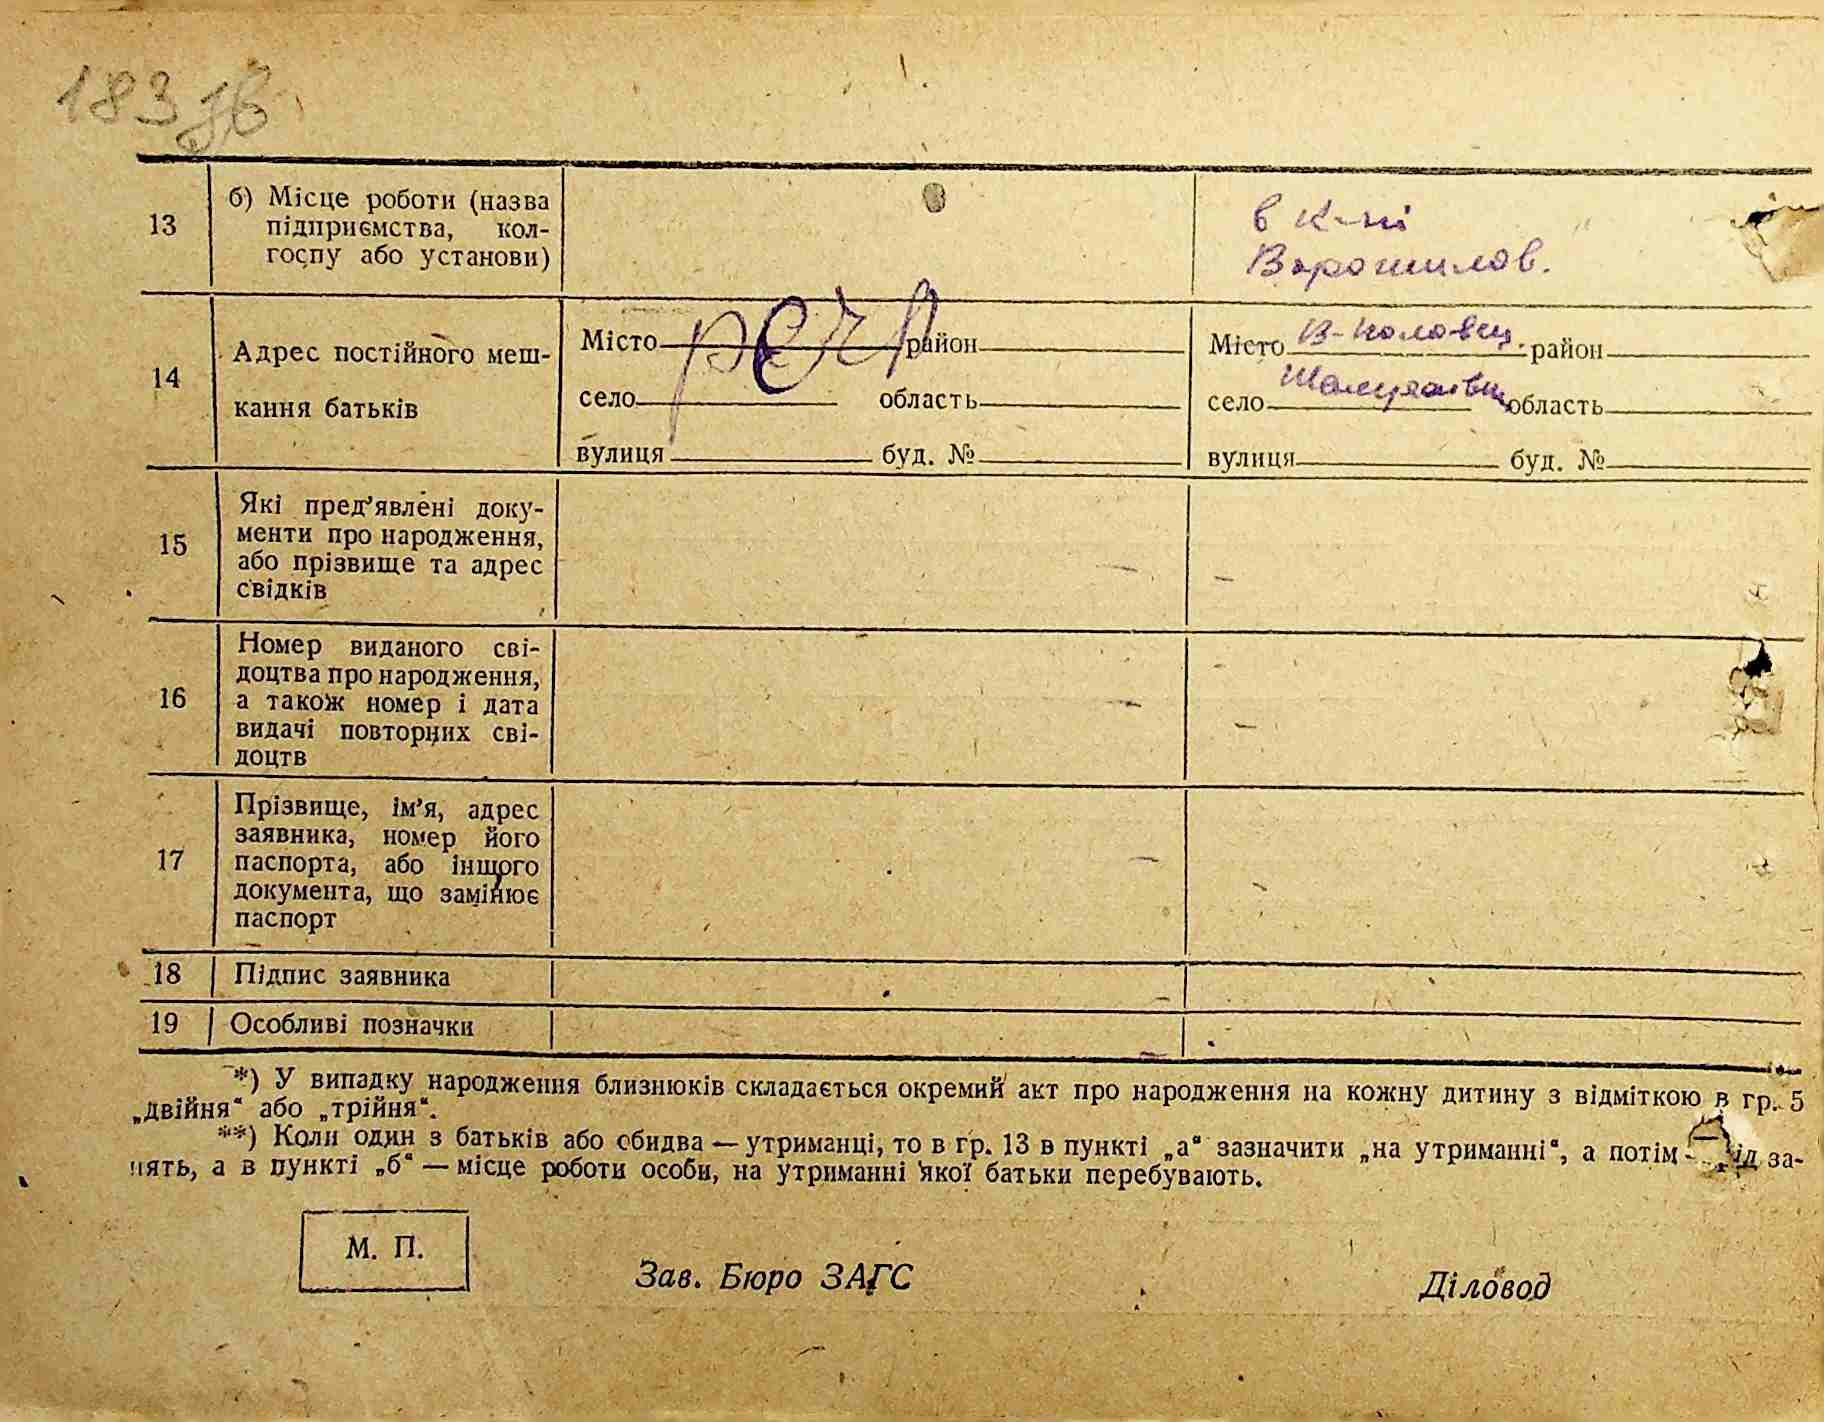 183 зв
13
б) Місце роботи (назва
підприємства, кол-
госпу або установи)
в к-пі
Ворошилов.
14
Адрес постійного меш-
кання батьків
Місто район
село область
вулиця буд. №
Місто район
село область
вулиця буд. №
15
Які пред’явлені доку-
менти про народження,
або прізвище та адрес
свідків
16
Номер виданого сві-
доцтва про народження,
а також номер і дата
видачі повторних сві-
доцтв
17
Прізвище, ім’я, адрес
заявника, номер його
паспорта, або іншого
документа, що замінює
паспорт
18 Підпис заявника
19 Особливі позначки
*) У випадку народження близнюків складається окремий акт про народження на кожну дитину з відміткою в гр. 5
„двійня“ або „трійня“.
**) Коли один з батьків або обидва — утриманці, то в гр. 13 в пункті „а“ зазначити „на утриманні“, а потім — рід за-
нять, а в пункті „б“ — місце роботи особи, на утриманні якої батьки перебувають.
М. П.
Зав. Бюро ЗАГС
Діловод